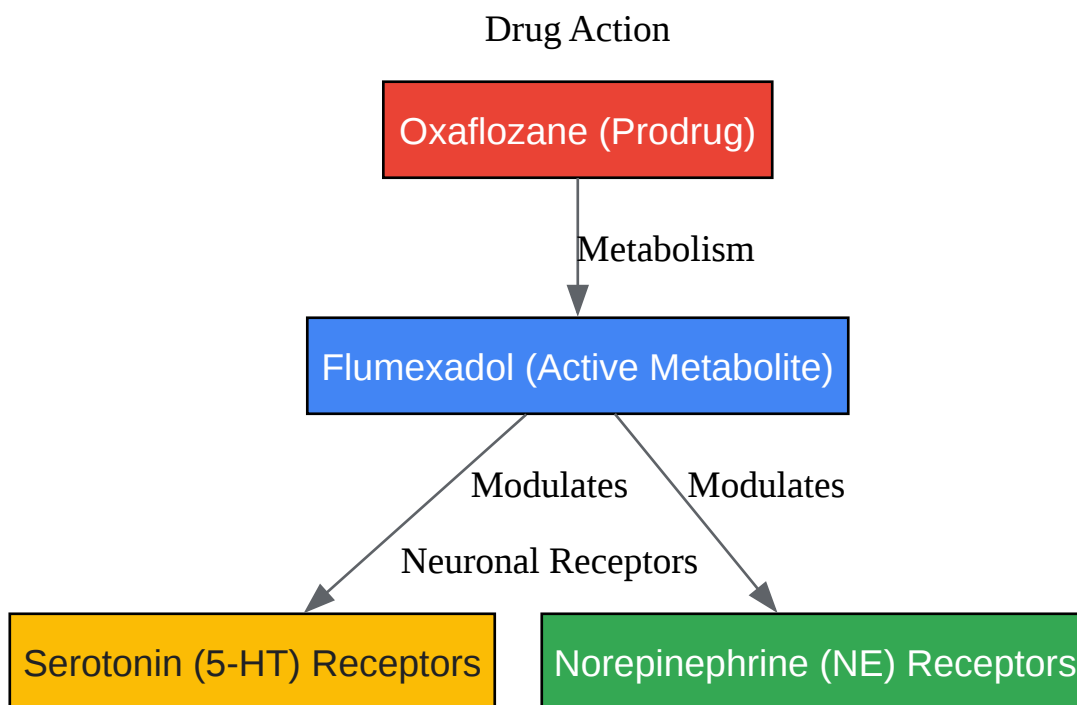 Drug Action
Oxaflozane (Prodrug)
Metabolism
Flumexadol (Active Metabolite)
Modulates
Modulates
Neuronal Receptors
Serotonin (5-HT) Receptors
Norepinephrine (NE) Receptors